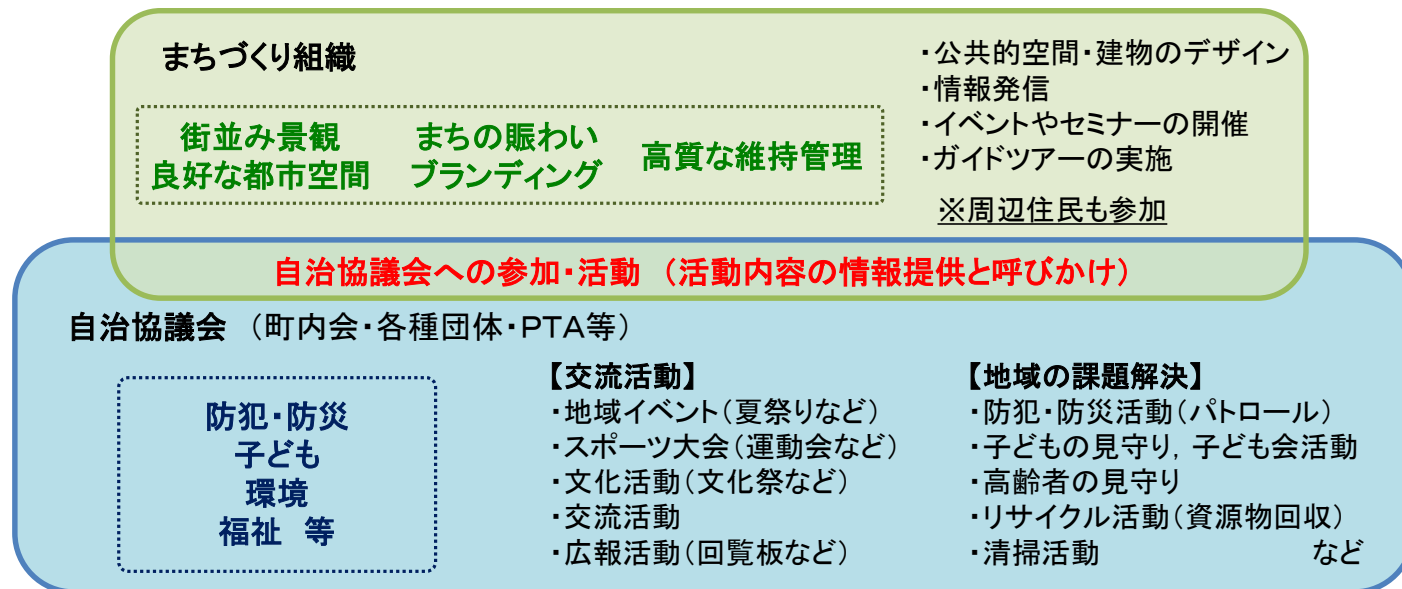 まちづくり組織
街並み景観
良好な都市空間
まちの賑わい
ブランディング
高質な維持管理
・公共的空間・建物のデザイン
・情報発信
・イベントやセミナーの開催
・ガイドツアーの実施
※周辺住民も参加
自治協議会への参加・活動 （活動内容の情報提供と呼びかけ）
自治協議会 （町内会・各種団体・PTA等）
防犯・防災
子ども
環境
福祉 等
【交流活動】
・地域イベント（夏祭りなど）
・スポーツ大会（運動会など）
・文化活動（文化祭など）
・交流活動
・広報活動（回覧板など）
【地域の課題解決】
・防犯・防災活動（パトロール）
・子どもの見守り，子ども会活動
・高齢者の見守り
・リサイクル活動（資源物回収）
・清掃活動 など